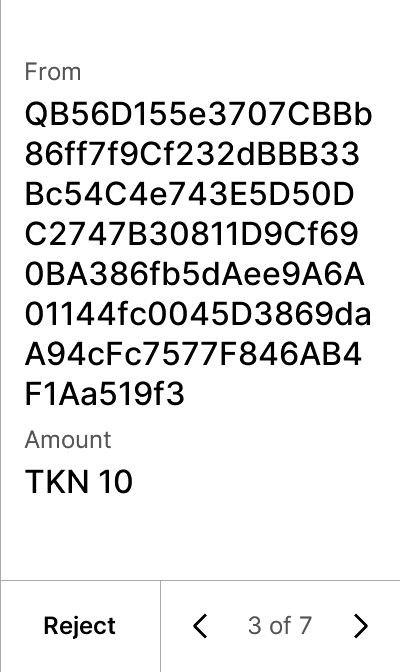 From
QB56D155e3707CBBb
86ff7f9Cf232dBBB33
Bc54C4e743E5D50D
C2747B30811D9Cf69
0BA386fb5dAee9A6A
01144fc0045D3869da
A94cFc7577F846AB4
F1Aa519f3
Amount
TKN 10
Reject
3 of 7